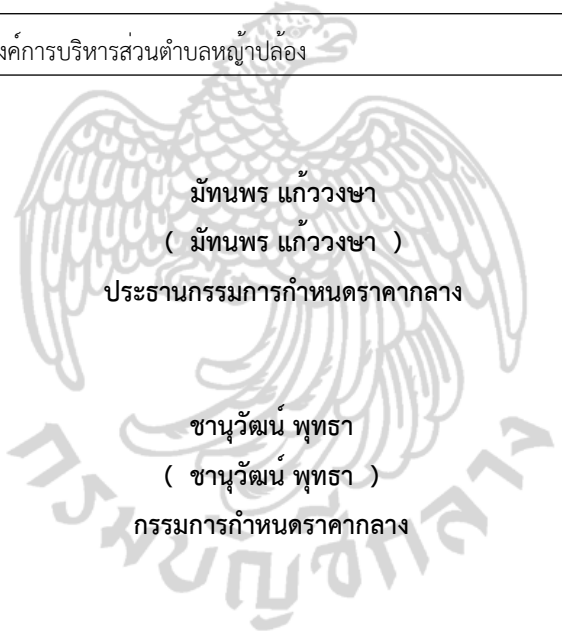 งค์การบริหารส่วนตำบลหญ้าปล้อง
มัทนพร แก้ววงษา
( มัทนพร แก้ววงษา )
ประธานกรรมการกำหนดราคากลาง
ชานุวัฒน์ พุทธา
( ชานุวัฒน์ พุทธา )
กรรมการกำหนดราคากลาง
กรมบัญชีกลาง